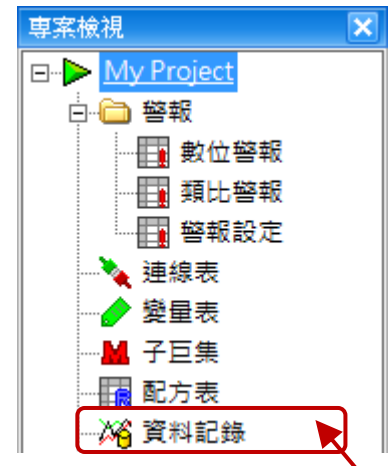 專案檢視
My Project
警報
數位警報
類比警報
警報設定
連線表
變量表
子巨集
配方表
資料記錄